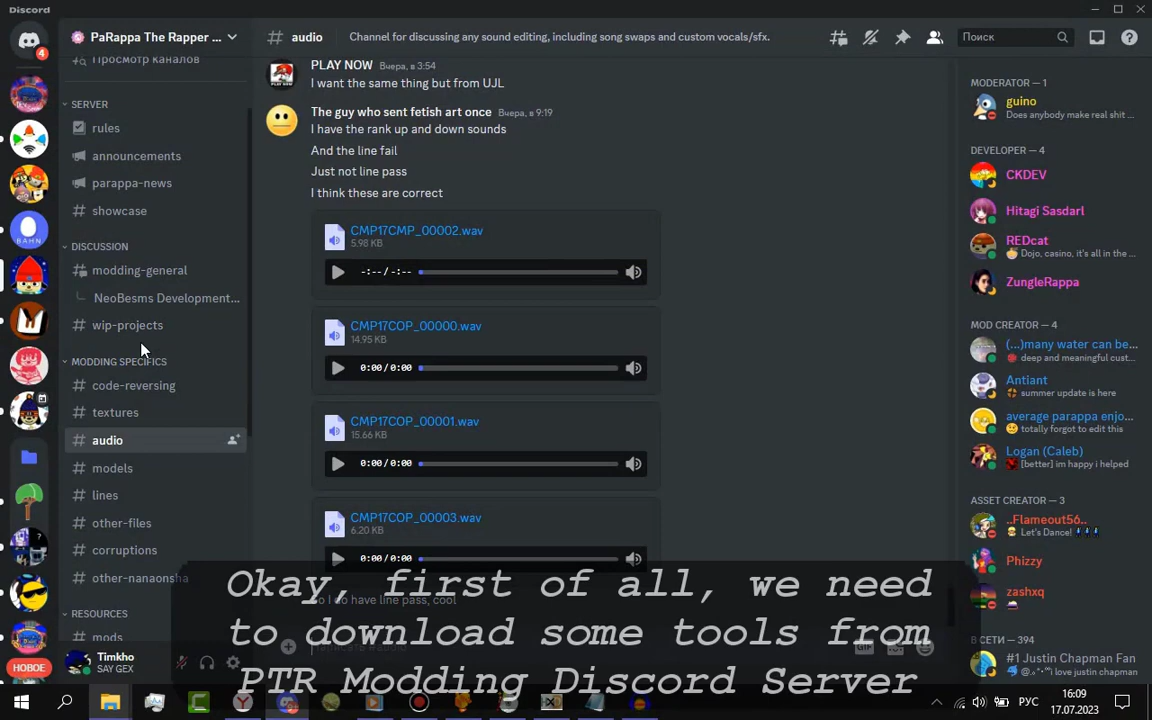 Discord
4
PaRappa The Rapper ...
Просмотр каналов
SERVER
rules
announcements
parappa-news
showcase
DISCUSSION
modding-general
NeoBesms Development...
wip-projects
MODDING SPECIFICS
code-reversing
textures
audio
models
lines
other-files
corruptions
other-nanaonsha
RESOURCES
mods
НОВОЕ
Timkho
SAY GEX
audio
Channel for discussing any sound editing, including song swaps and custom vocals/sfx.
Поиск
PLAY NOW Вчера, в 3:54
I want the same thing but from UJL
The guy who sent fetish art once Вчера, в 9:19
I have the rank up and down sounds
And the line fail
Just not line pass
I think these are correct
CMP17CMP_00002.wav
5.98 KB
-:--/-:--
CMP17COP_00000.wav
14.95 KB
0:00/0:00
CMP17COP_00001.wav
15.66 KB
0:00/0:00
CMP17COP_00003.wav
6.20 KB
0:00/0:00
I do have line pass, cool
GIF
MODERATOR — 1
guino
Does anybody make real shit ...
DEVELOPER — 4
CKDEV
Hitagi Sasdarl
REDcat
Dojo, casino, it's all in the ...
ZungleRappa
MOD CREATOR — 4
(...)many water can be...
deep and meaningful cust...
Antiant
summer update is here
average parappa enjo...
totally forgot to edit this
Logan (Caleb)
[better] im happy i helped
ASSET CREATOR — 3
..Flameout56..
Let's Dance!
Phizzy
zashxq
В СЕТИ — 394
#1 Justin Chapman Fan
Okay, first of all, we need
to download some tools from
PTR Modding Discord Server
РУС
16:09
17.07.2023